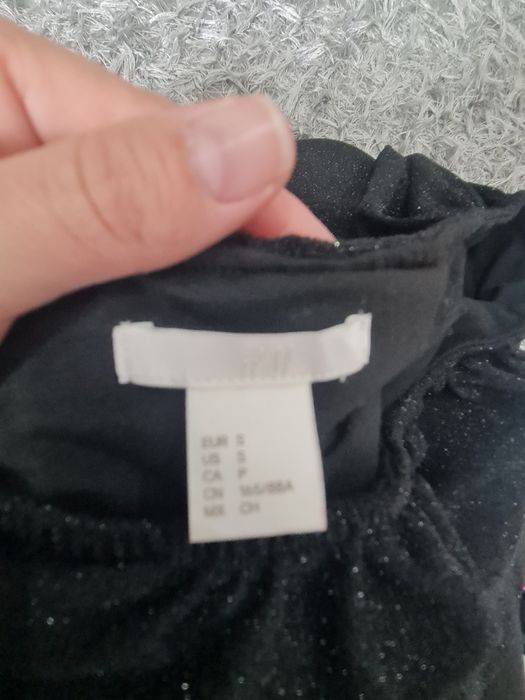 EUR S
US S
CA P
CN 165/88A
MX CH